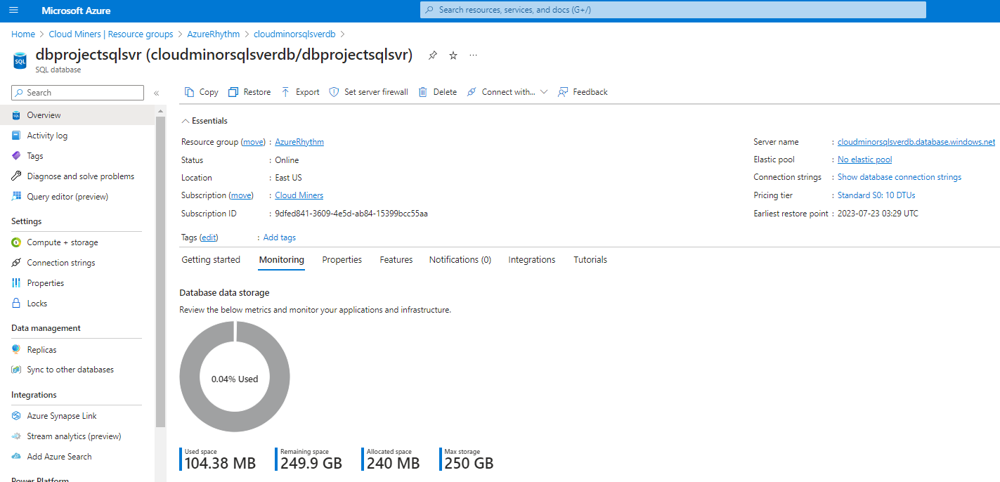 Microsoft Azure
Search resources, services, and docs (G+/)
Home > Cloud Miners | Resource groups > AzureRhythm > cloudminorsqlsverdb >
SQL
dbprojectsqlsvr (cloudminorsqlsverdb/dbprojectsqlsvr) ...
SQL database
Search
«
Overview
Activity log
Tags
Diagnose and solve problems
Query editor (preview)
Settings
Compute + storage
Connection strings
Properties
Locks
Data management
Replicas
Sync to other databases
Integrations
Azure Synapse Link
Stream analytics (preview)
Add Azure Search
Power Platform
Copy Restore Export Set server firewall Delete Connect with... Feedback
Essentials
Resource group (move) : AzureRhythm
Status : Online
Location : East US
Subscription (move) : Cloud Miners
Subscription ID : 9dfed841-3609-4e5d-ab84-15399bcc55aa
Server name : cloudminorsqlsverdb.database.windows.net
Elastic pool : No elastic pool
Connection strings : Show database connection strings
Pricing tier : Standard S0: 10 DTUs
Earliest restore point : 2023-07-23 03:29 UTC
Tags (edit) : Add tags
Getting started Monitoring Properties Features Notifications (0) Integrations Tutorials
Database data storage
Review the below metrics and monitor your applications and infrastructure.
0.04% Used
Used space
104.38 MB
Remaining space
249.9 GB
Allocated space
240 MB
Max storage
250 GB